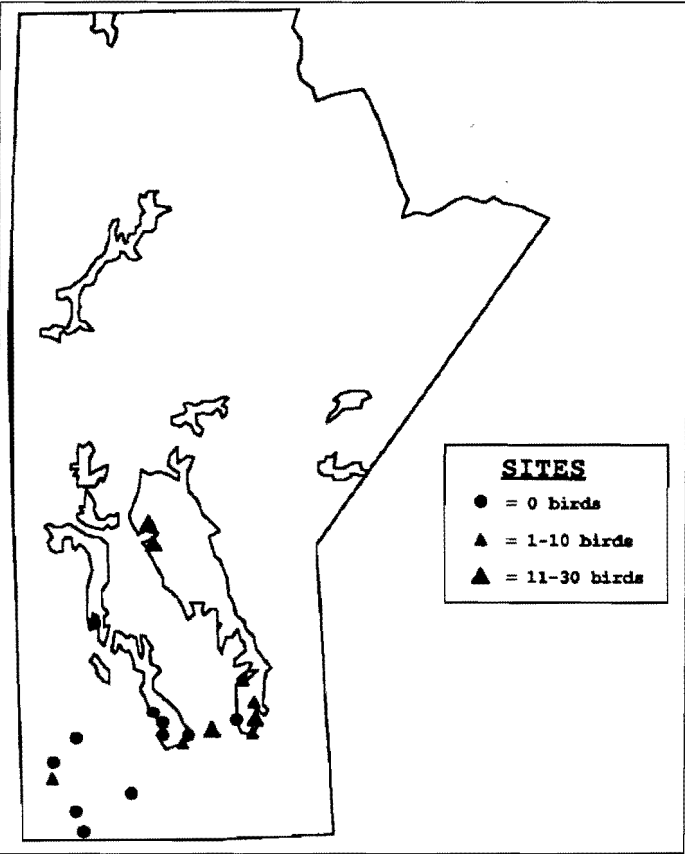 SITES
= 0 birds
= 1-10 birds
= 11-30 birds